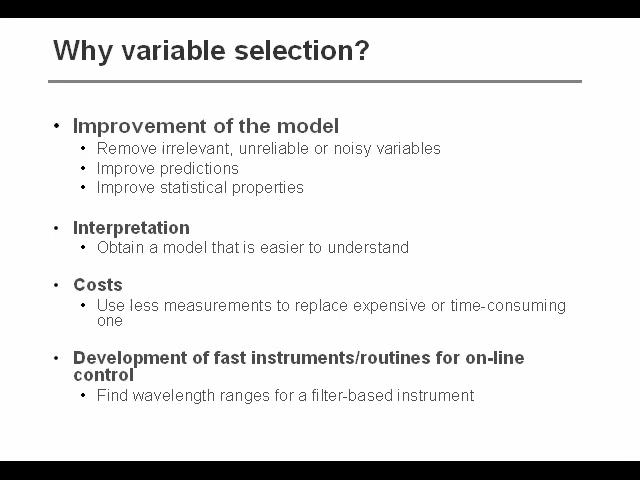 Why variable selection?
• Improvement of the model
• Remove irrelevant, unreliable or noisy variables
• Improve predictions
• Improve statistical properties
• Interpretation
• Obtain a model that is easier to understand
• Costs
• Use less measurements to replace expensive or time-consuming
one
• Development of fast instruments/routines for on-line
control
• Find wavelength ranges for a filter-based instrument